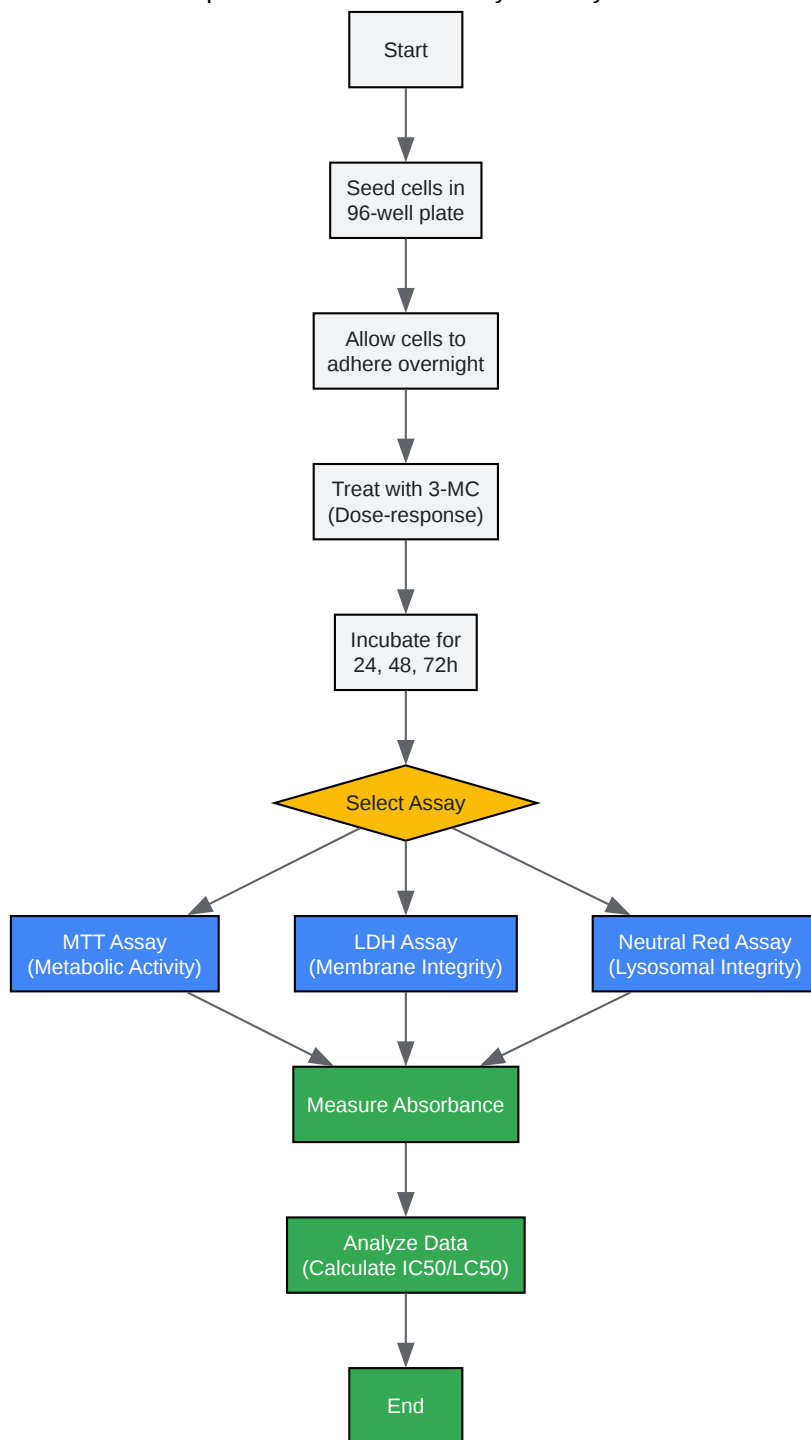 Start
Seed cells in
96-well plate
Allow cells to
adhere overnight
Treat with 3-MC
(Dose-response)
Incubate for
24, 48, 72h
Select Assay
MTT Assay
(Metabolic Activity)
LDH Assay
(Membrane Integrity)
Neutral Red Assay
(Lysosomal Integrity)
Measure Absorbance
Analyze Data
(Calculate IC50/LC50)
End